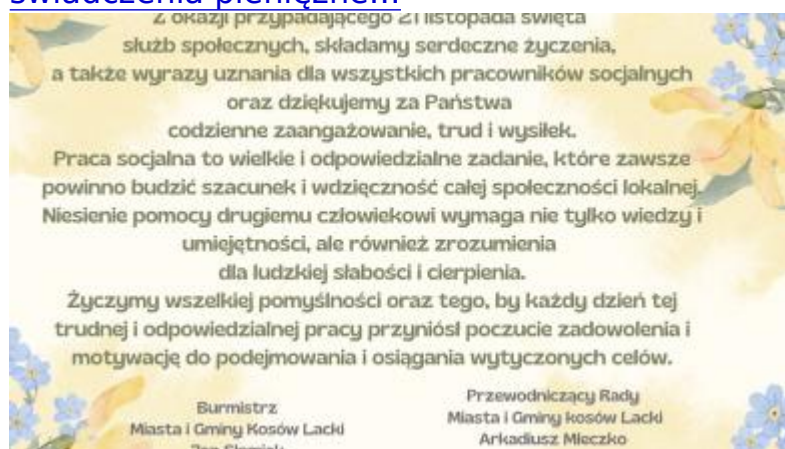 świadczenia pieniężne...
Z okazji przypadającego 21 listopada święta
służb społecznych, składamy serdeczne życzenia,
a także wyrazy uznania dla wszystkich pracowników socjalnych
oraz dziękujemy za Państwa
codzienne zaangażowanie, trud i wysiłek.
Praca socjalna to wielkie i odpowiedzialne zadanie, które zawsze
powinno budzić szacunek i wdzięczność całej społeczności lokalnej.
Niesienie pomocy drugiemu człowiekowi wymaga nie tylko wiedzy i
umiejętności, ale również zrozumienia
dla ludzkiej słabości i cierpienia.
Życzymy wszelkiej pomyślności oraz tego, by każdy dzień tej
trudnej i odpowiedzialnej pracy przyniósł poczucie zadowolenia i
motywację do podejmowania i osiągania wytyczonych celów.
Burmistrz
Miasta i Gminy Kosów Lacki
Jan Słomiak
Przewodniczący Rady
Miasta i Gminy kosów Lacki
Arkadiusz Mieczko